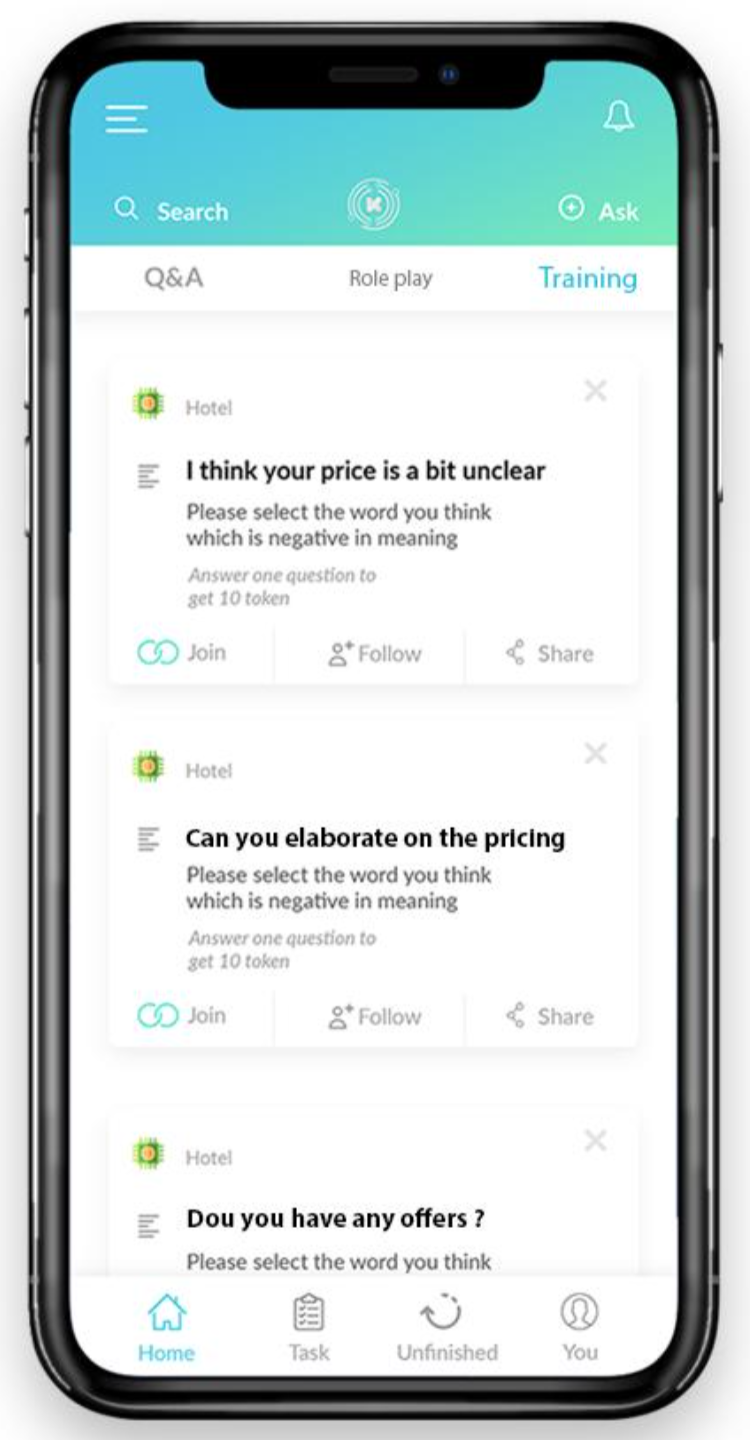 Search
Ask
Q&A
Role play
Training
Hotel
I think your price is a bit unclear
Please select the word you think
which is negative in meaning
Answer one question to
get 10 token
Join
Follow
Share
Hotel
Can you elaborate on the pricing
Please select the word you think
which is negative in meaning
Answer one question to
get 10 token
Join
Follow
Share
Hotel
Dou you have any offers ?
Please select the word you think
Home
Task
Unfinished
You